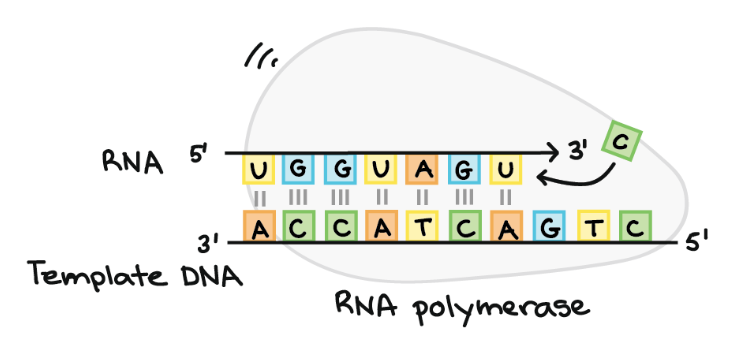 C
RNA 5' 3'
U G G U A G U
A C C A T C A G T C
3' 5'
Template DNA
RNA polymerase